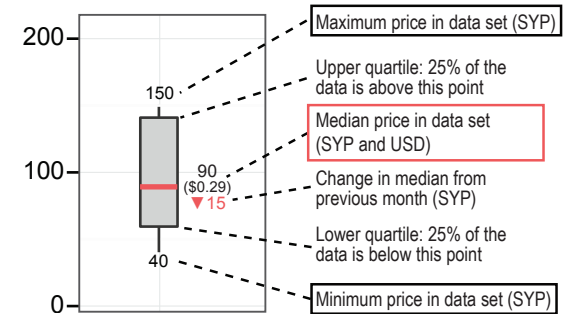 200
100
0
150
90
($0.29)
▼15
40
Maximum price in data set (SYP)
Upper quartile: 25% of the
data is above this point
Median price in data set
(SYP and USD)
Change in median from
previous month (SYP)
Lower quartile: 25% of the
data is below this point
Minimum price in data set (SYP)